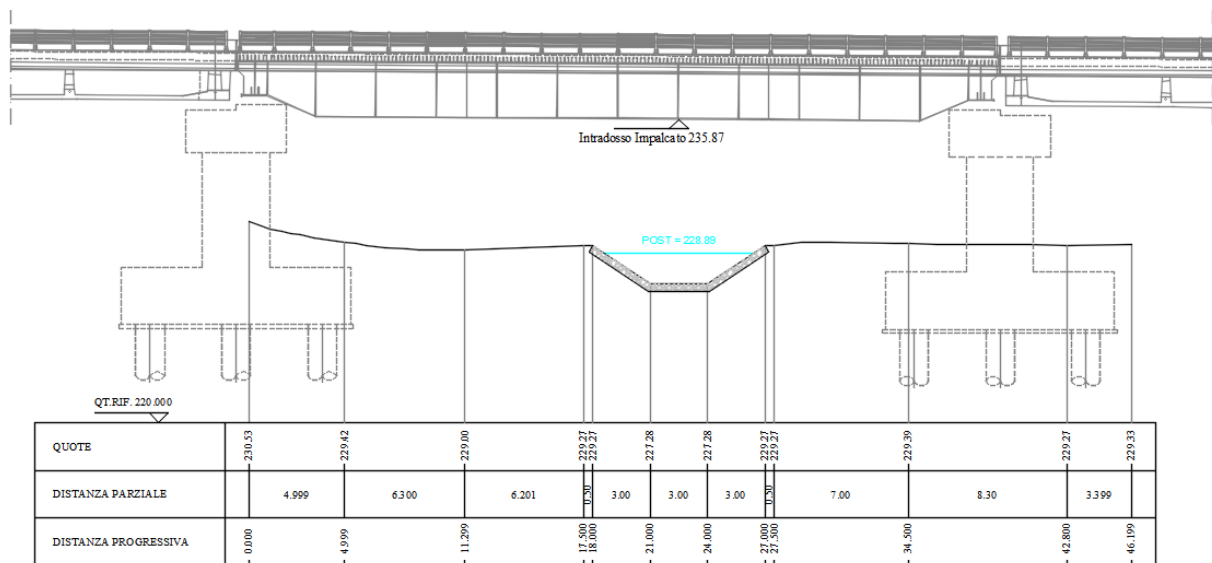 Intradosso Impalcato 235.87
POST = 228.89.
QT.RIF. 220.000
QUOTE 230.53 229.42 229.00 229.27 229.27 227.28 227.28 229.27 229.27 229.39 229.27 229.33
DISTANZA PARZIALE 4.999 6.300 6.201 0.50 3.00 3.00 3.00 0.50 7.00 8.30 3.399
DISTANZA PROGRESSIVA 0.000 4.999 11.299 17.500 18.000 21.000 24.000 27.000 27.500 34.500 42.800 46.199